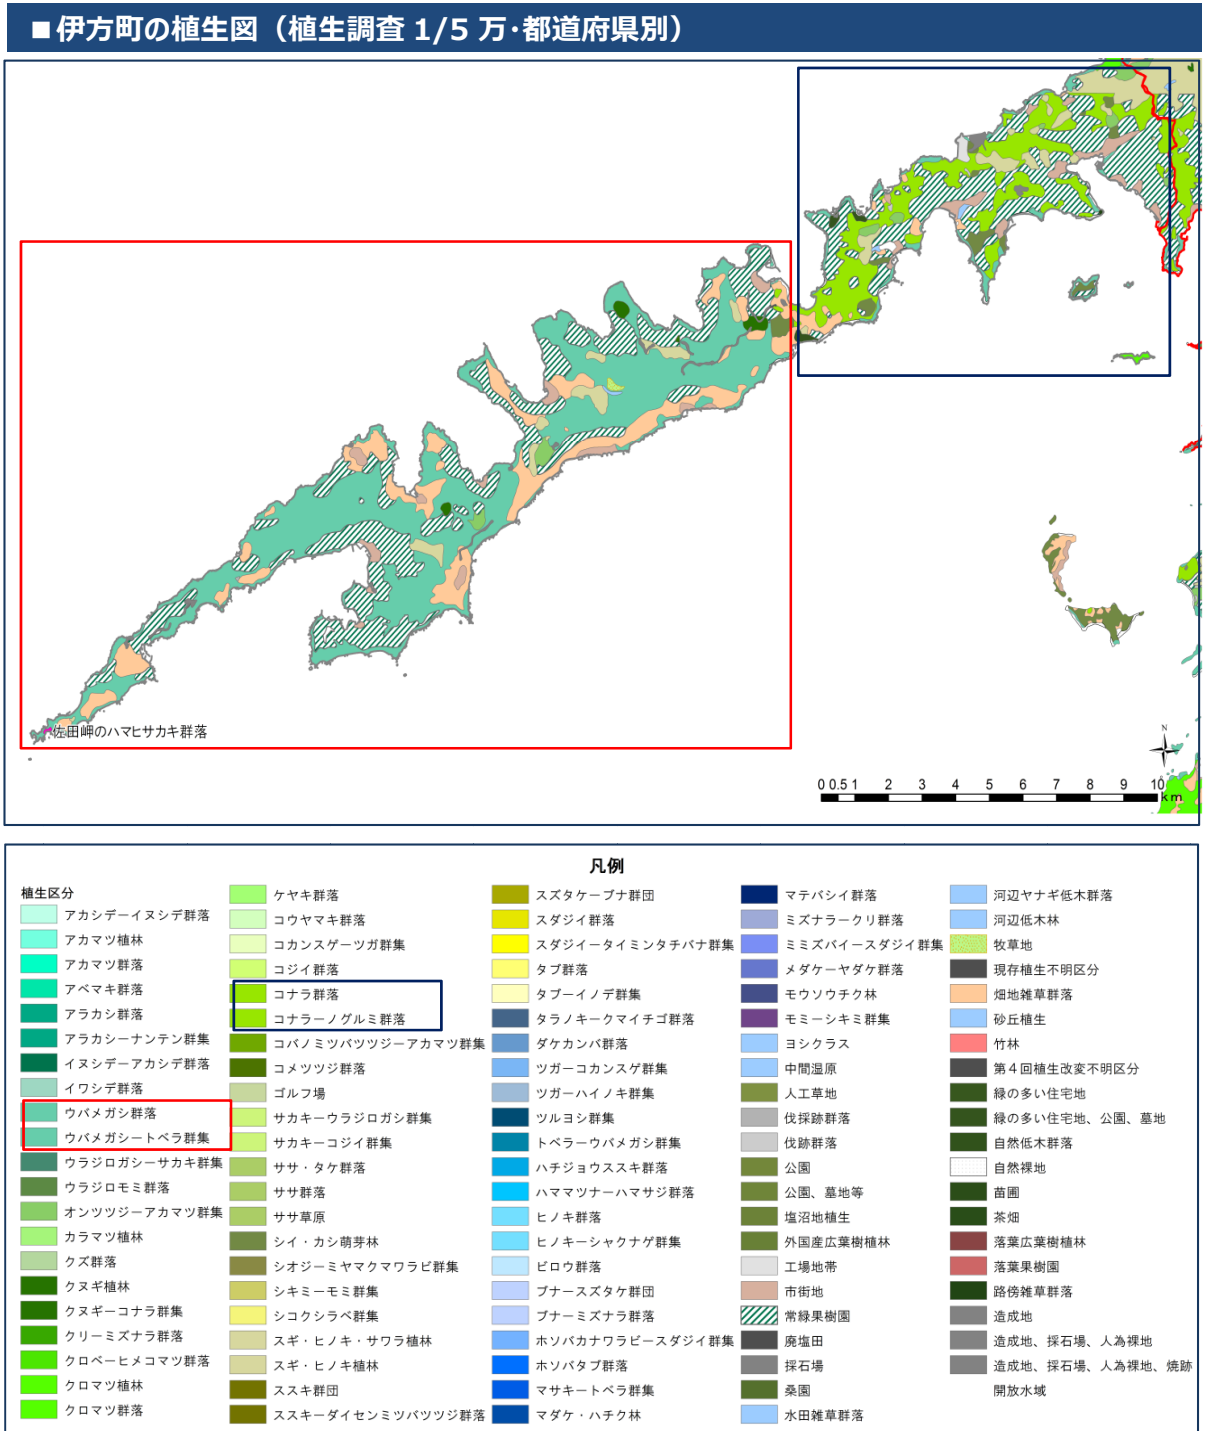 ■伊方町の植生図（植生調査 1/5 万・都道府県別）
佐田岬のハマヒサカキ群落
N
0 0.5 1 2 3 4 5 6 7 8 9 10
km
凡例
植生区分
アカシデーイヌシデ群落
アカマツ植林
アカマツ群落
アベマキ群落
アラカシ群落
アラカシーナンテン群集
イヌシデーアカシデ群落
イワシデ群落
ウバメガシ群落
ウバメガシートベラ群集
ウラジロガシーサカキ群集
ウラジロモミ群落
オンツツジーアカマツ群集
カラマツ植林
クズ群落
クヌギ植林
クヌギーコナラ群集
クリーミズナラ群落
クロベーヒメコマツ群落
クロマツ植林
クロマツ群落
ケヤキ群落
コウヤマキ群落
コカンスゲーツガ群集
コジイ群落
コナラ群落
コナラーノグルミ群落
コバノミツバツツジーアカマツ群集
コメツツジ群落
ゴルフ場
サカキーウラジロガシ群集
サカキーコジイ群集
ササ・タケ群落
ササ群落
ササ草原
シイ・カシ萌芽林
シオジーミヤマクマワラビ群集
シキミーモミ群集
シコクシラベ群集
スギ・ヒノキ・サワラ植林
スギ・ヒノキ植林
ススキ群団
ススキーダイセンミツバツツジ群落
スズタケーブナ群団
スダジイ群落
スダジイータイミンタチバナ群集
タブ群落
タブーイノデ群集
タラノキークマイチゴ群落
ダケカンバ群落
ツガーコカンスゲ群集
ツガーハイノキ群集
ツルヨシ群集
トベラーウバメガシ群集
ハチジョウススキ群落
ハママツナーハマサジ群落
ヒノキ群落
ヒノキーシャクナゲ群集
ビロウ群落
ブナースズタケ群団
ブナーミズナラ群落
ホソバカナワラビースダジイ群集
ホソバタブ群落
マサキートベラ群集
マダケ・ハチク林
マテバシイ群落
ミズナラークリ群落
ミミズバイースダジイ群集
メダケーヤダケ群落
モウソウチク林
モミーシキミ群集
ヨシクラス
中間湿原
人工草地
伐採跡群落
伐跡群落
公園
公園、墓地等
塩沼地植生
外国産広葉樹植林
工場地帯
市街地
常緑果樹園
廃塩田
採石場
桑園
水田雑草群落
河辺ヤナギ低木群落
河辺低木林
牧草地
現存植生不明区分
畑地雑草群落
砂丘植生
竹林
第４回植生改変不明区分
緑の多い住宅地
緑の多い住宅地、公園、墓地
自然低木群落
自然裸地
苗圃
茶畑
落葉広葉樹植林
落葉果樹園
路傍雑草群落
造成地
造成地、採石場、人為裸地
造成地、採石場、人為裸地、焼跡
開放水域